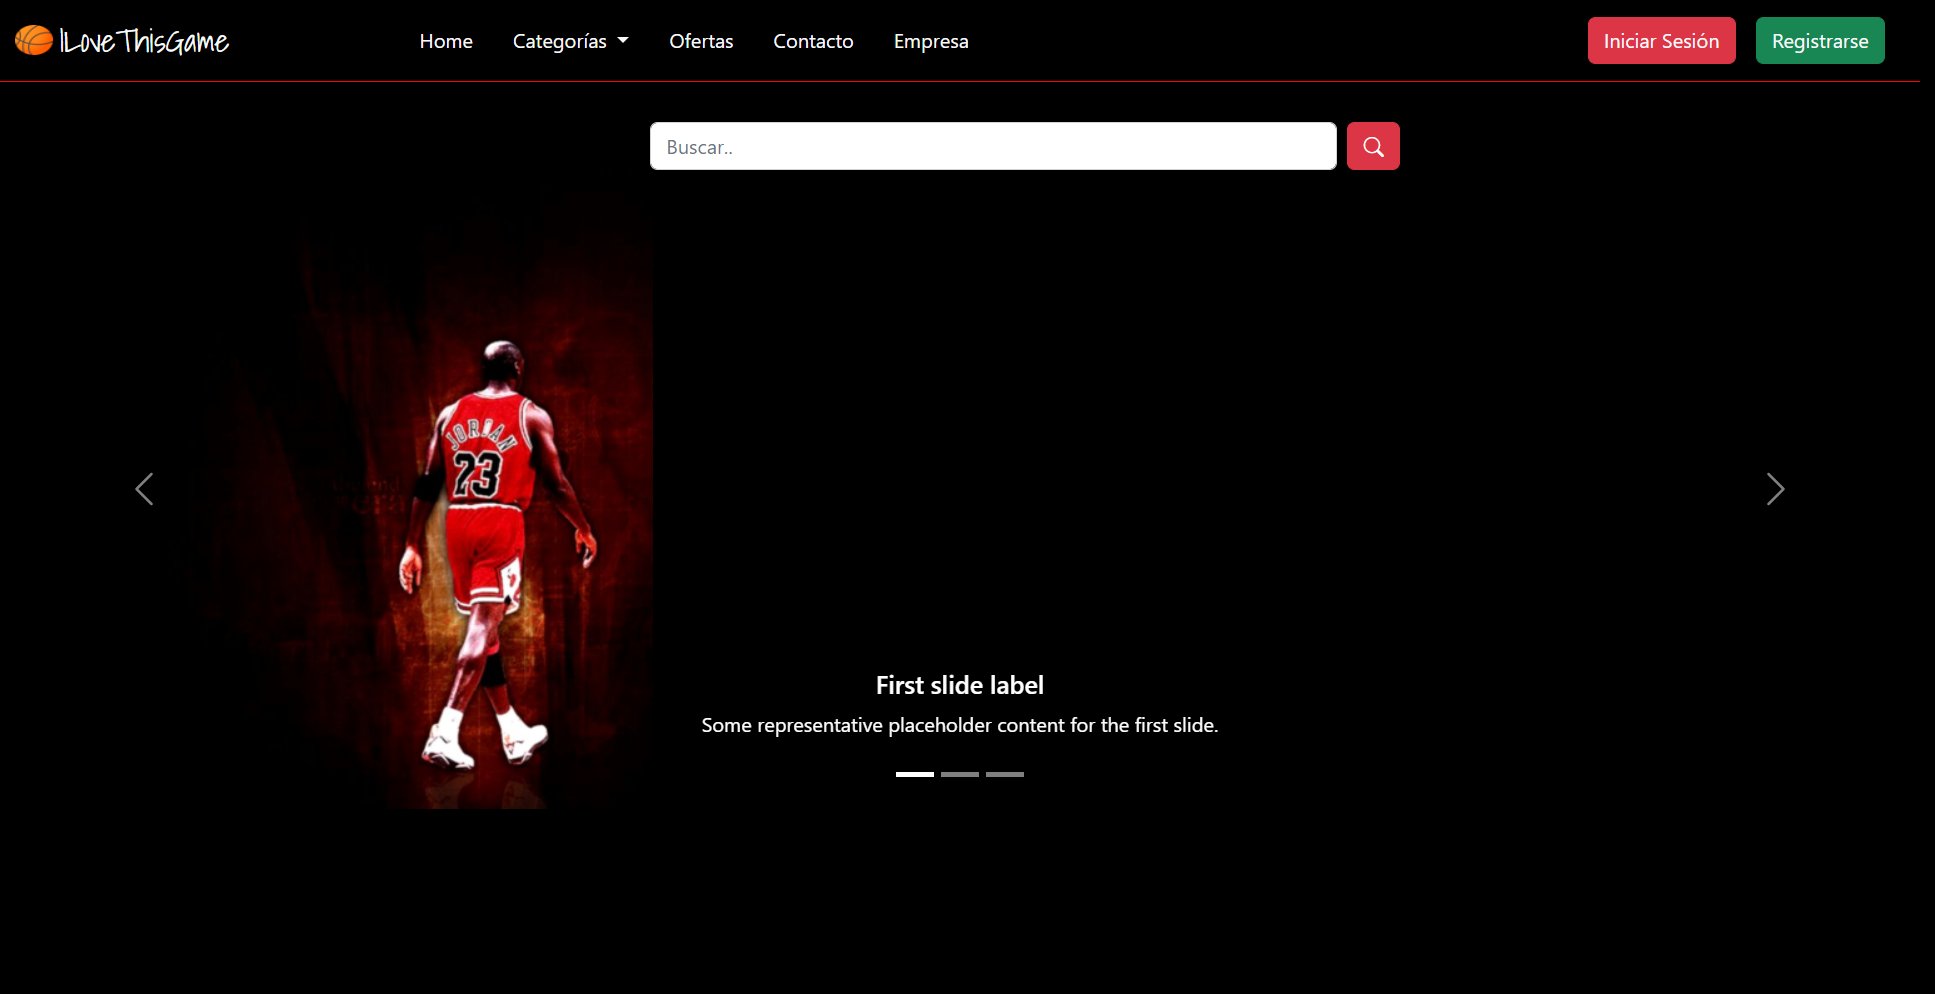 ILoveThisGame
Home Categorías Ofertas Contacto Empresa
Iniciar Sesión Registrarse
Buscar..
JORDAN
23
First slide label
Some representative placeholder content for the first slide.